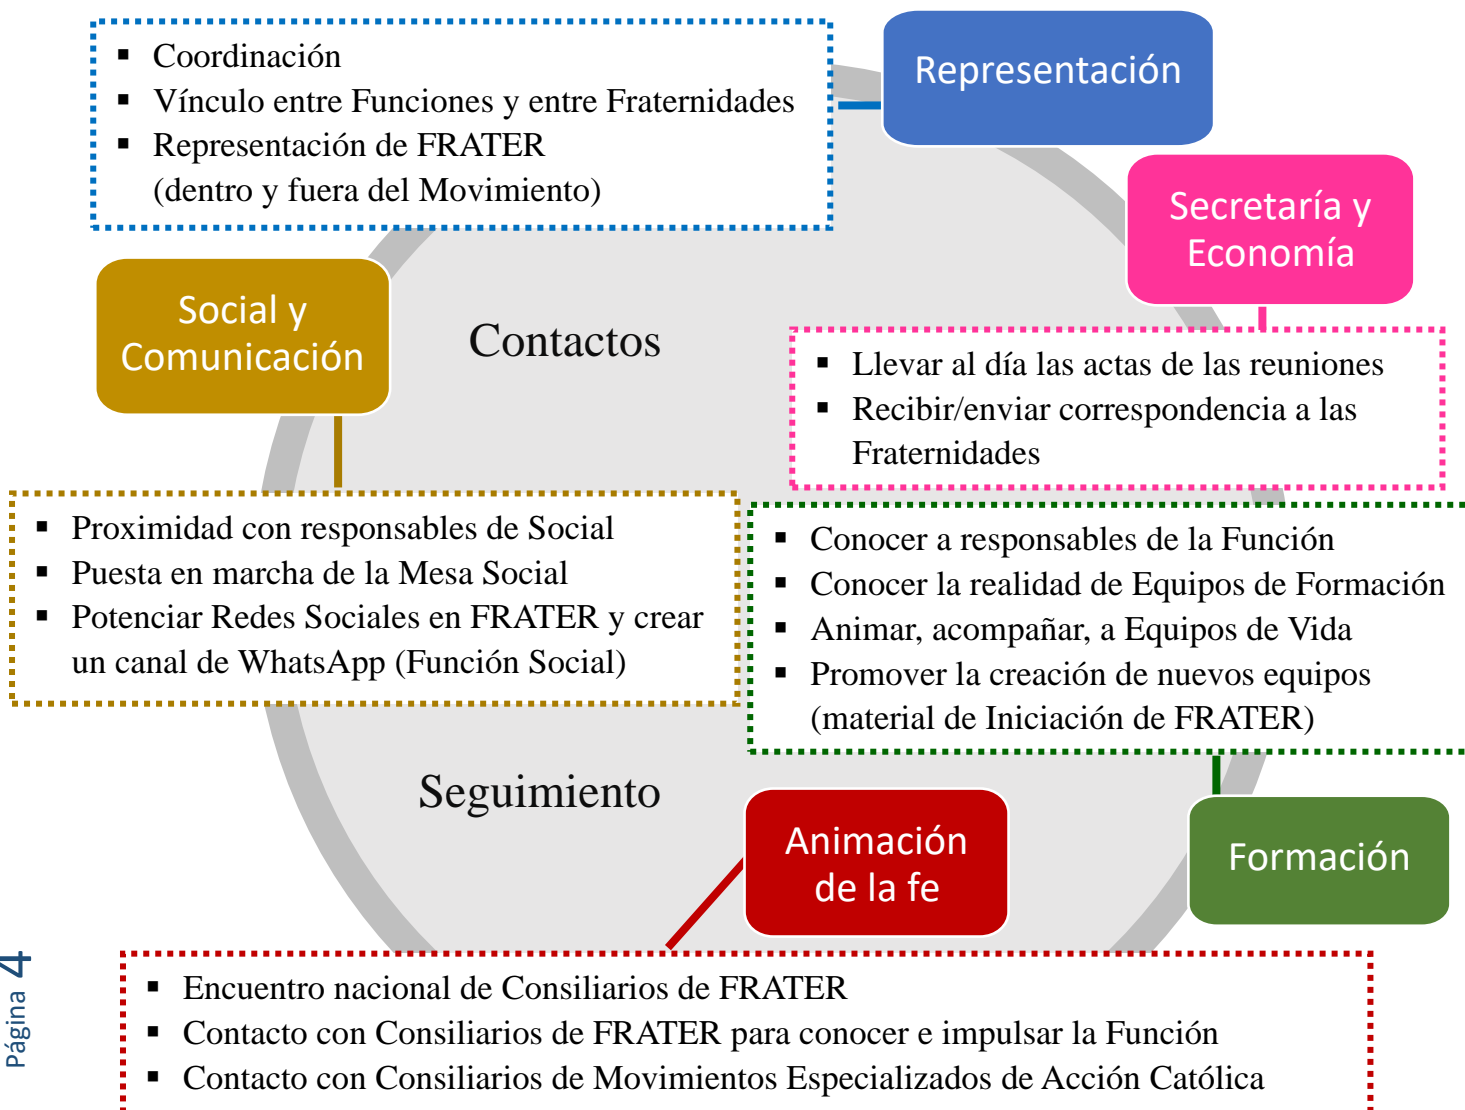 Representación
▪ Coordinación
▪ Vínculo entre Funciones y entre Fraternidades
▪ Representación de FRATER
(dentro y fuera del Movimiento)
Secretaría y
Economía
▪ Llevar al día las actas de las reuniones
▪ Recibir/enviar correspondencia a las
Fraternidades
Social y
Comunicación
Contactos
▪ Proximidad con responsables de Social
▪ Puesta en marcha de la Mesa Social
▪ Potenciar Redes Sociales en FRATER y crear
un canal de WhatsApp (Función Social)
▪ Conocer a responsables de la Función
▪ Conocer la realidad de Equipos de Formación
▪ Animar, acompañar, a Equipos de Vida
▪ Promover la creación de nuevos equipos
(material de Iniciación de FRATER)
Formación
Seguimiento
Animación
de la fe
▪ Encuentro nacional de Consiliarios de FRATER
▪ Contacto con Consiliarios de FRATER para conocer e impulsar la Función
▪ Contacto con Consiliarios de Movimientos Especializados de Acción Católica
Página 4